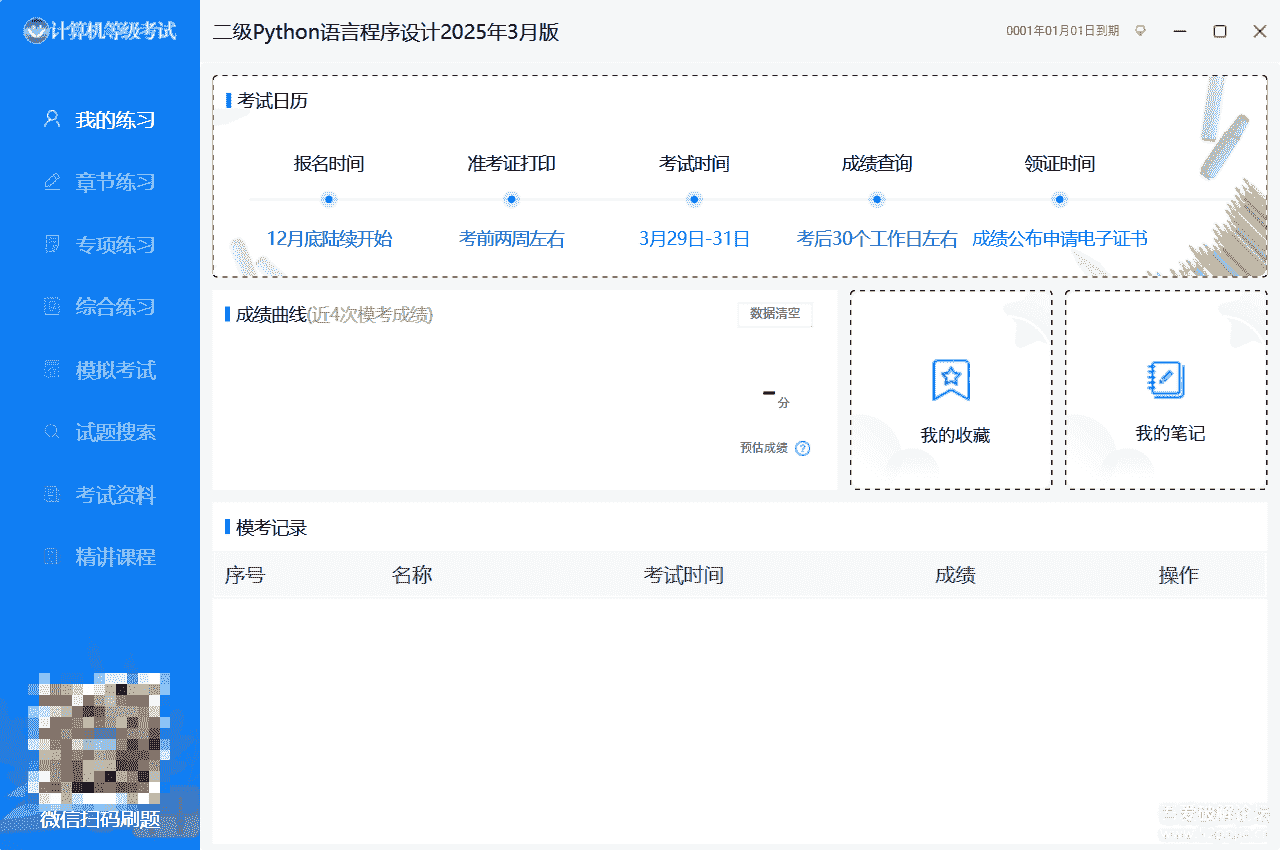 计算机等级考试
二级Python语言程序设计2025年3月版
0001年01月01日到期
我的练习
章节练习
专项练习
综合练习
模拟考试
试题搜索
考试资料
精讲课程
微信扫码刷题
考试日历
报名时间 准考证打印 考试时间 成绩查询 领证时间
12月底陆续开始 考前两周左右 3月29日-31日 考后30个工作日左右 成绩公布申请电子证书
成绩曲线(近4次模考成绩)
数据清空
-分
预估成绩 ?
我的收藏
我的笔记
模考记录
序号 名称 考试时间 成绩 操作